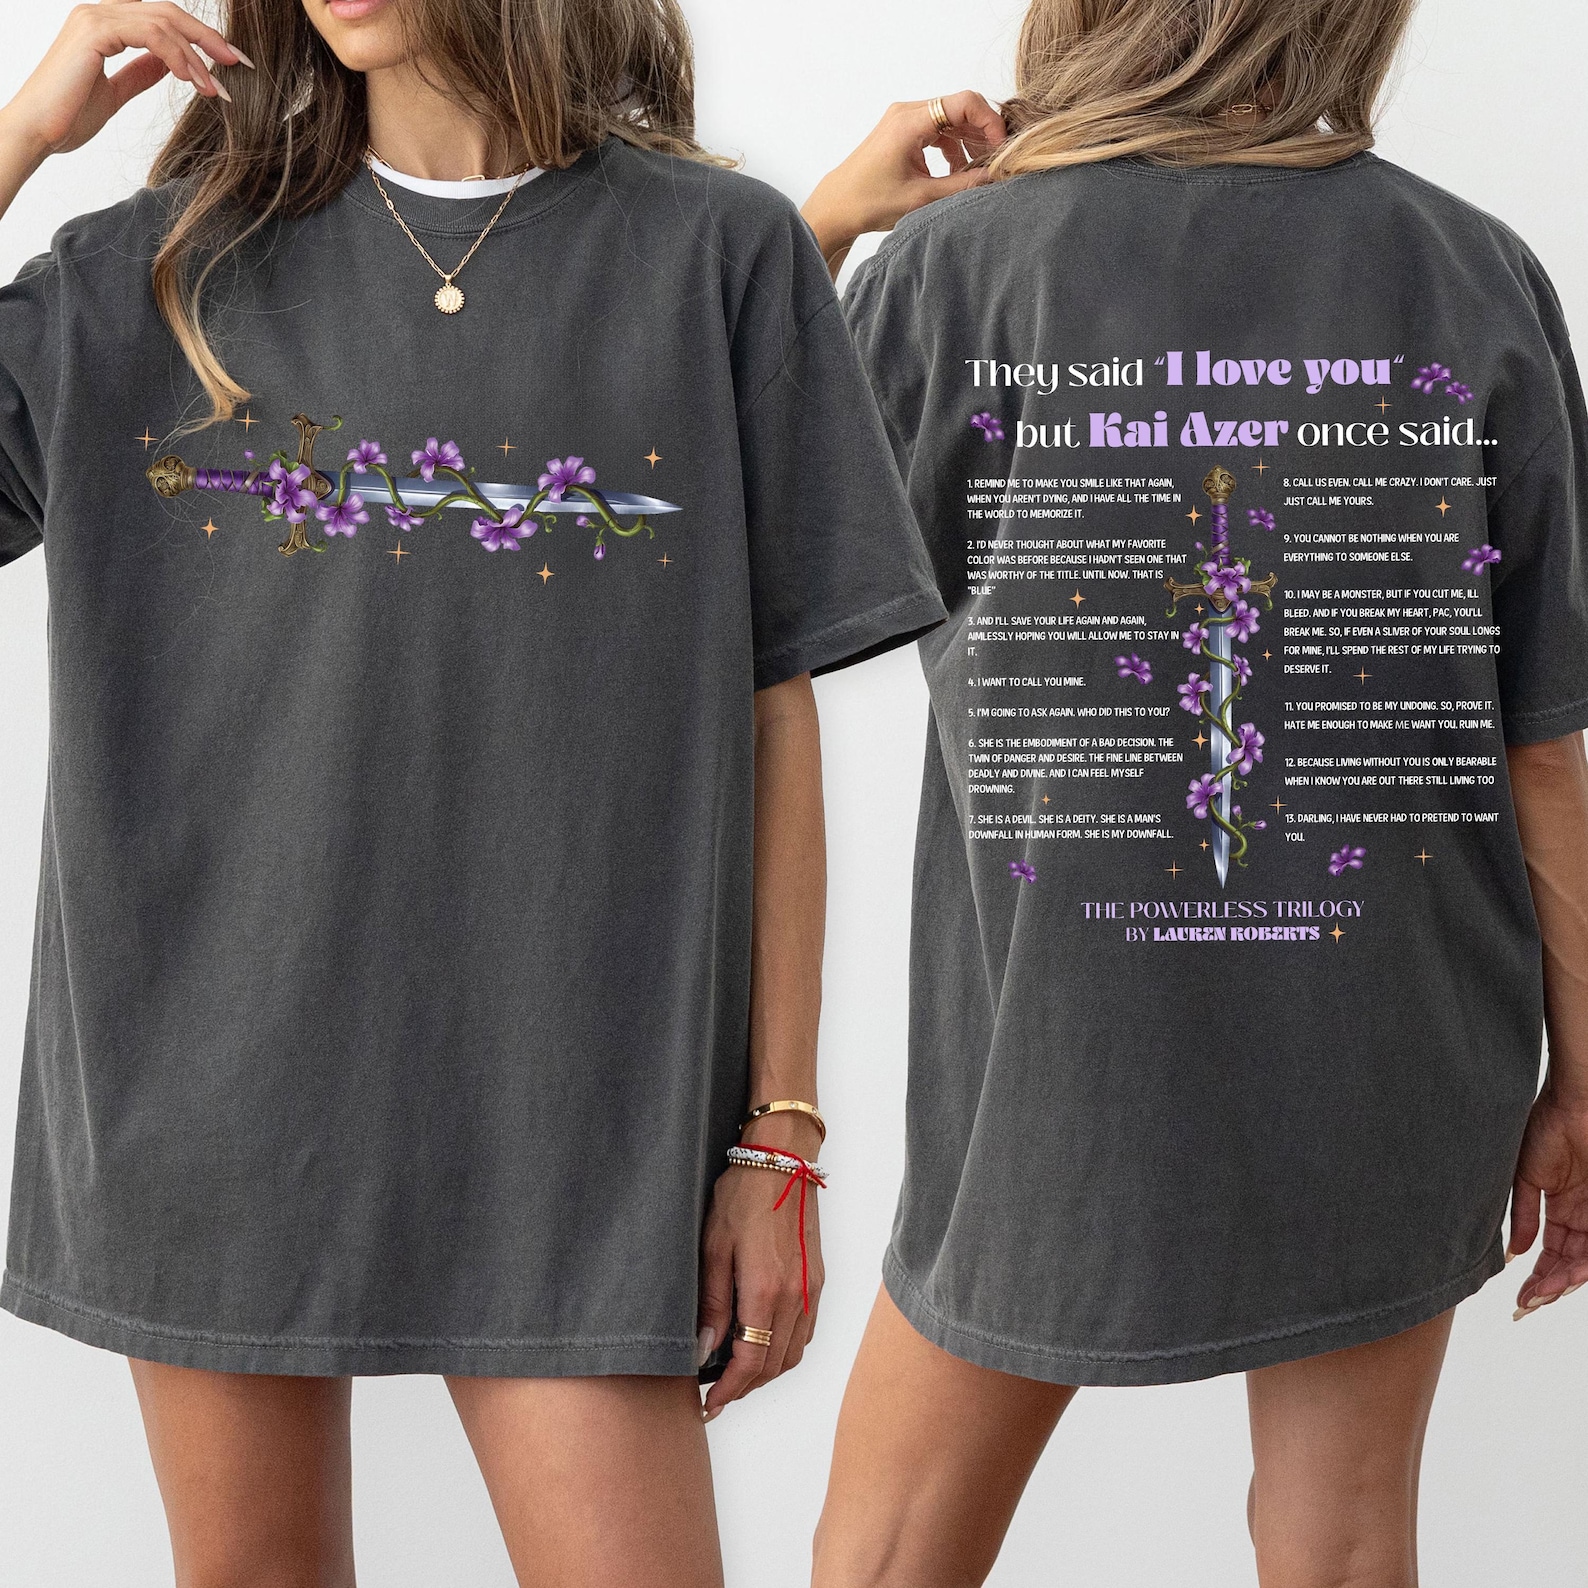 They said "I love you"
but Kai Azer once said...
1. REMIND ME TO MAKE YOU SMILE LIKE THAT AGAIN,
WHEN YOU AREN'T DYING, AND I HAVE ALL THE TIME IN
THE WORLD TO MEMORIZE IT.
2. I'D NEVER THOUGHT ABOUT WHAT MY FAVORITE
COLOR WAS BEFORE BECAUSE I HADN'T SEEN ONE THAT
WAS WORTHY OF THE TITLE. UNTIL NOW. THAT IS
"BLUE"
3. AND I'LL SAVE YOUR LIFE AGAIN AND AGAIN,
AIMLESSLY HOPING YOU WILL ALLOW ME TO STAY IN
IT.
4. I WANT TO CALL YOU MINE.
5. I'M GOING TO ASK AGAIN. WHO DID THIS TO YOU?
6. SHE IS THE EMBODIMENT OF A BAD DECISION. THE
TWIN OF DANGER AND DESIRE. THE FINE LINE BETWEEN
DEADLY AND DIVINE. AND I CAN FEEL MYSELF
DROWNING.
7. SHE IS A DEVIL. SHE IS A DEITY. SHE IS A MAN'S
DOWNFALL IN HUMAN FORM. SHE IS MY DOWNFALL.
8. CALL US EVEN. CALL ME CRAZY. I DON'T CARE. JUST
JUST CALL ME YOURS.
9. YOU CANNOT BE NOTHING WHEN YOU ARE
EVERYTHING TO SOMEONE ELSE.
10. I MAY BE A MONSTER, BUT IF YOU CUT ME, ILL
BLEED. AND IF YOU BREAK MY HEART, PAC, YOU'LL
BREAK ME. SO, IF EVEN A SLIVER OF YOUR SOUL LONGS
FOR MINE, I'LL SPEND THE REST OF MY LIFE TRYING TO
DESERVE IT.
11. YOU PROMISED TO BE MY UNDOING. SO, PROVE IT.
HATE ME ENOUGH TO MAKE ME WANT YOU. RUIN ME.
12. BECAUSE LIVING WITHOUT YOU IS ONLY BEARABLE
WHEN I KNOW YOU ARE OUT THERE STILL LIVING TOO
13. DARLING, I HAVE NEVER HAD TO PRETEND TO WANT
YOU.
THE POWERLESS TRILOGY
BY LAUREN ROBERTS